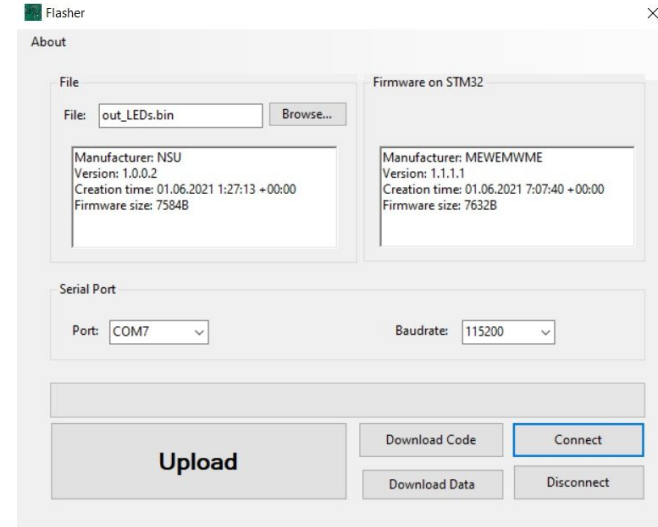 Flasher
About
File
File: out_LEDs.bin Browse...
Manufacturer: NSU
Version: 1.0.0.2
Creation time: 01.06.2021 1:27:13 +00:00
Firmware size: 7584B
Firmware on STM32
Manufacturer: MEWEMWME
Version: 1.1.1.1
Creation time: 01.06.2021 7:07:40 +00:00
Firmware size: 7632B
Serial Port
Port: COM7 Baudrate: 115200
Upload
Download Code Connect
Download Data Disconnect